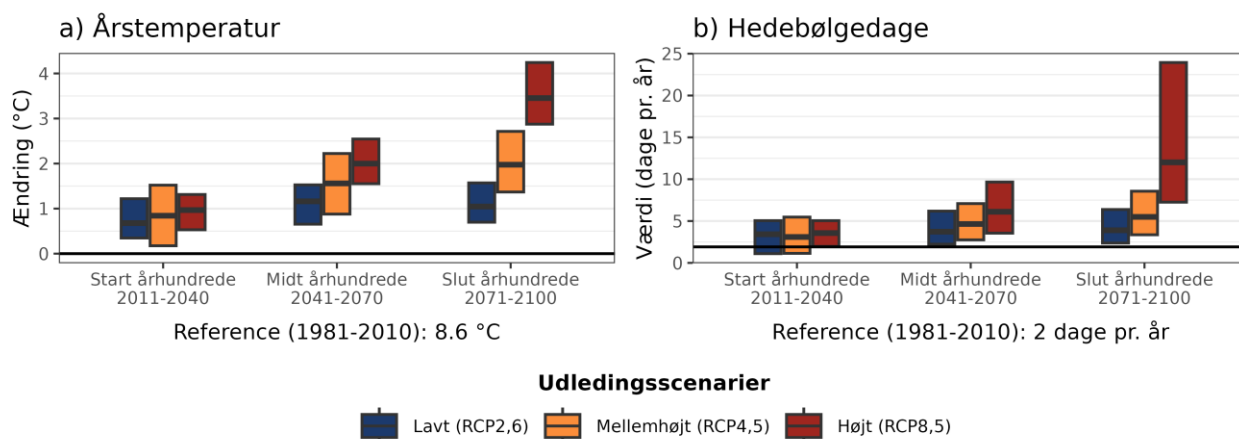 a) Årstemperatur
Ændring (°C)
4
3
2
1
0
Start århundrede
2011-2040
Midt århundrede
2041-2070
Slut århundrede
2071-2100
Reference (1981-2010): 8.6 °C
b) Hedebølgedage
Værdi (dage pr. år)
25
20
15
10
5
0
Start århundrede
2011-2040
Midt århundrede
2041-2070
Slut århundrede
2071-2100
Reference (1981-2010): 2 dage pr. år
Udledingsscenarier
Lavt (RCP2,6)
Mellemhøjt (RCP4,5)
Højt (RCP8,5)